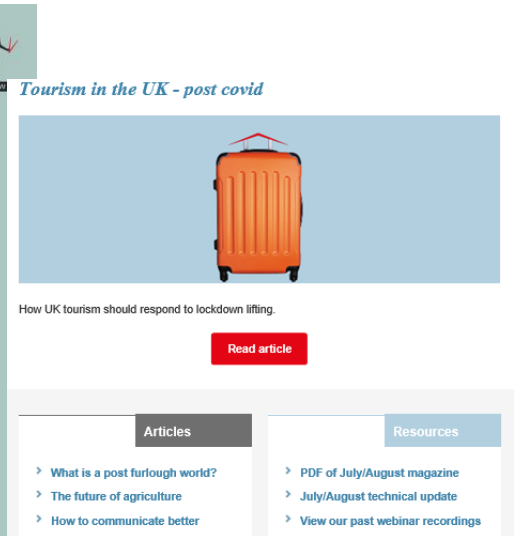 Tourism in the UK - post covid
How UK tourism should respond to lockdown lifting.
Read article
Articles
What is a post furlough world?
The future of agriculture
How to communicate better
Resources
PDF of July/August magazine
July/August technical update
View our past webinar recordings